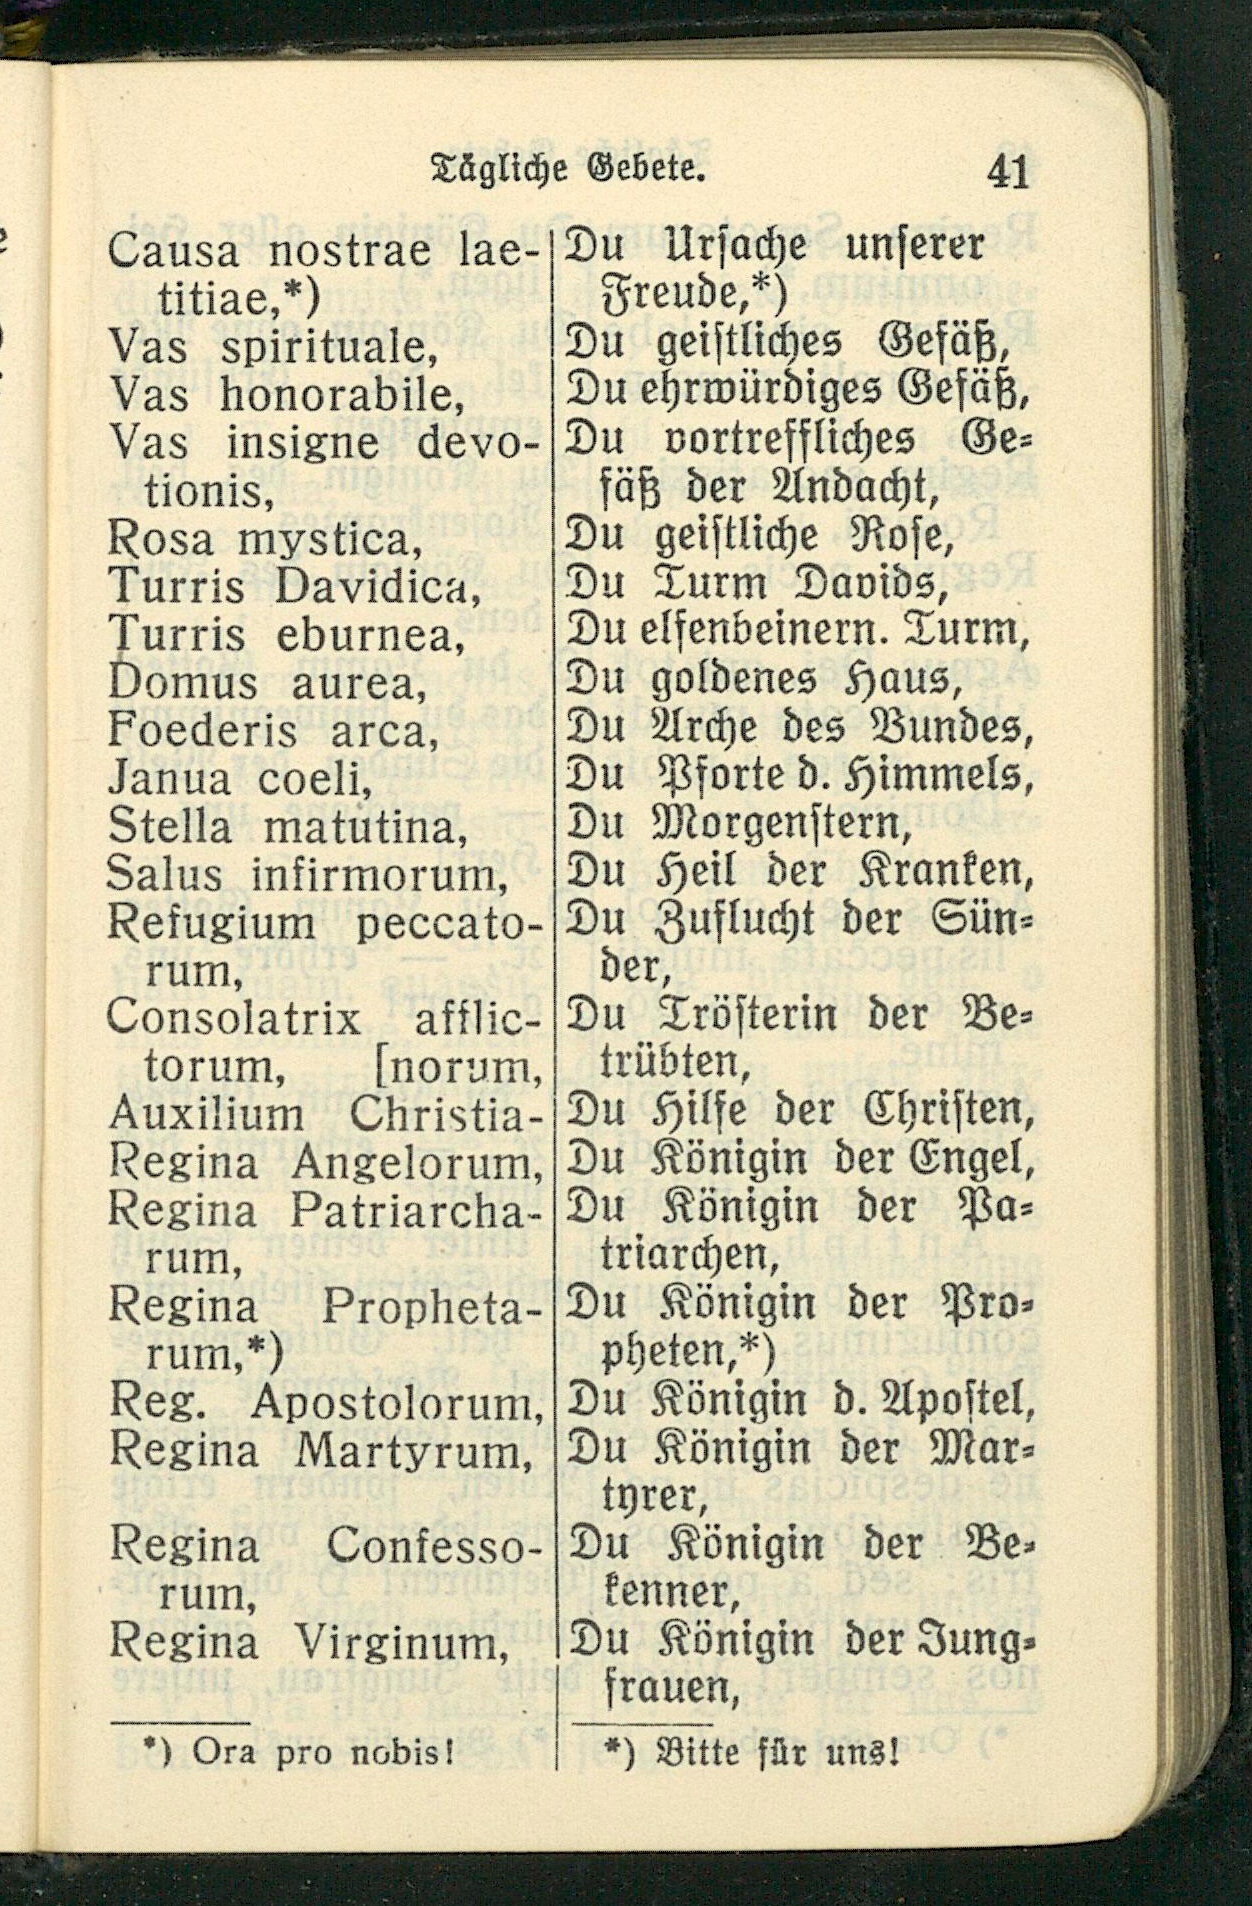 Tägliche Gebete. 41
Causa nostrae lae-
titiae,*)
Vas spirituale,
Vas honorabile,
Vas insigne devo-
tionis,
Rosa mystica,
Turris Davidica,
Turris eburnea,
Domus aurea,
Foederis arca,
Janua coeli,
Stella matutina,
Salus infirmorum,
Refugium peccato-
rum,
Consolatrix afflic-
torum, [norum,
Auxilium Christia-
Regina Angelorum,
Regina Patriarcha-
rum,
Regina Propheta-
rum,*)
Reg. Apostolorum,
Regina Martyrum,
Regina Confesso-
rum,
Regina Virginum,
*) Ora pro nobis!
Du Ursache unserer
Freude,*)
Du geistliches Gefäß,
Du ehrwürdiges Gefäß,
Du vortreffliches Ge-
fäß der Andacht,
Du geistliche Rose,
Du Turm Davids,
Du elfenbeinern. Turm,
Du goldenes Haus,
Du Arche des Bundes,
Du Pforte d. Himmels,
Du Morgenstern,
Du Heil der Kranken,
Du Zuflucht der Sün-
der,
Du Trösterin der Be-
trübten,
Du Hilfe der Christen,
Du Königin der Engel,
Du Königin der Pa-
triarchen,
Du Königin der Pro-
pheten,*)
Du Königin d. Apostel,
Du Königin der Mar-
tyrer,
Du Königin der Be-
kenner,
Du Königin der Jung-
frauen,
*) Bitte für uns!